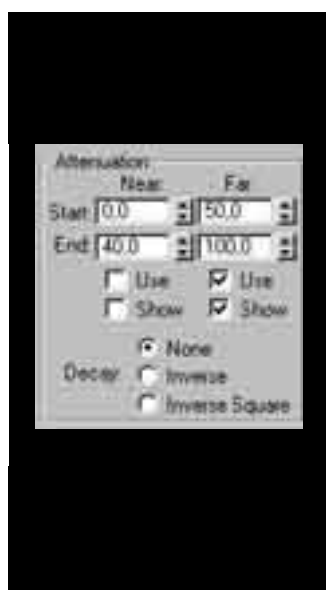 Attenuation
Near: Far
Start: 0,0 50,0
End: 40,0 100,0
Use Use
Show Show
None
Decay: Inverse
Inverse Square